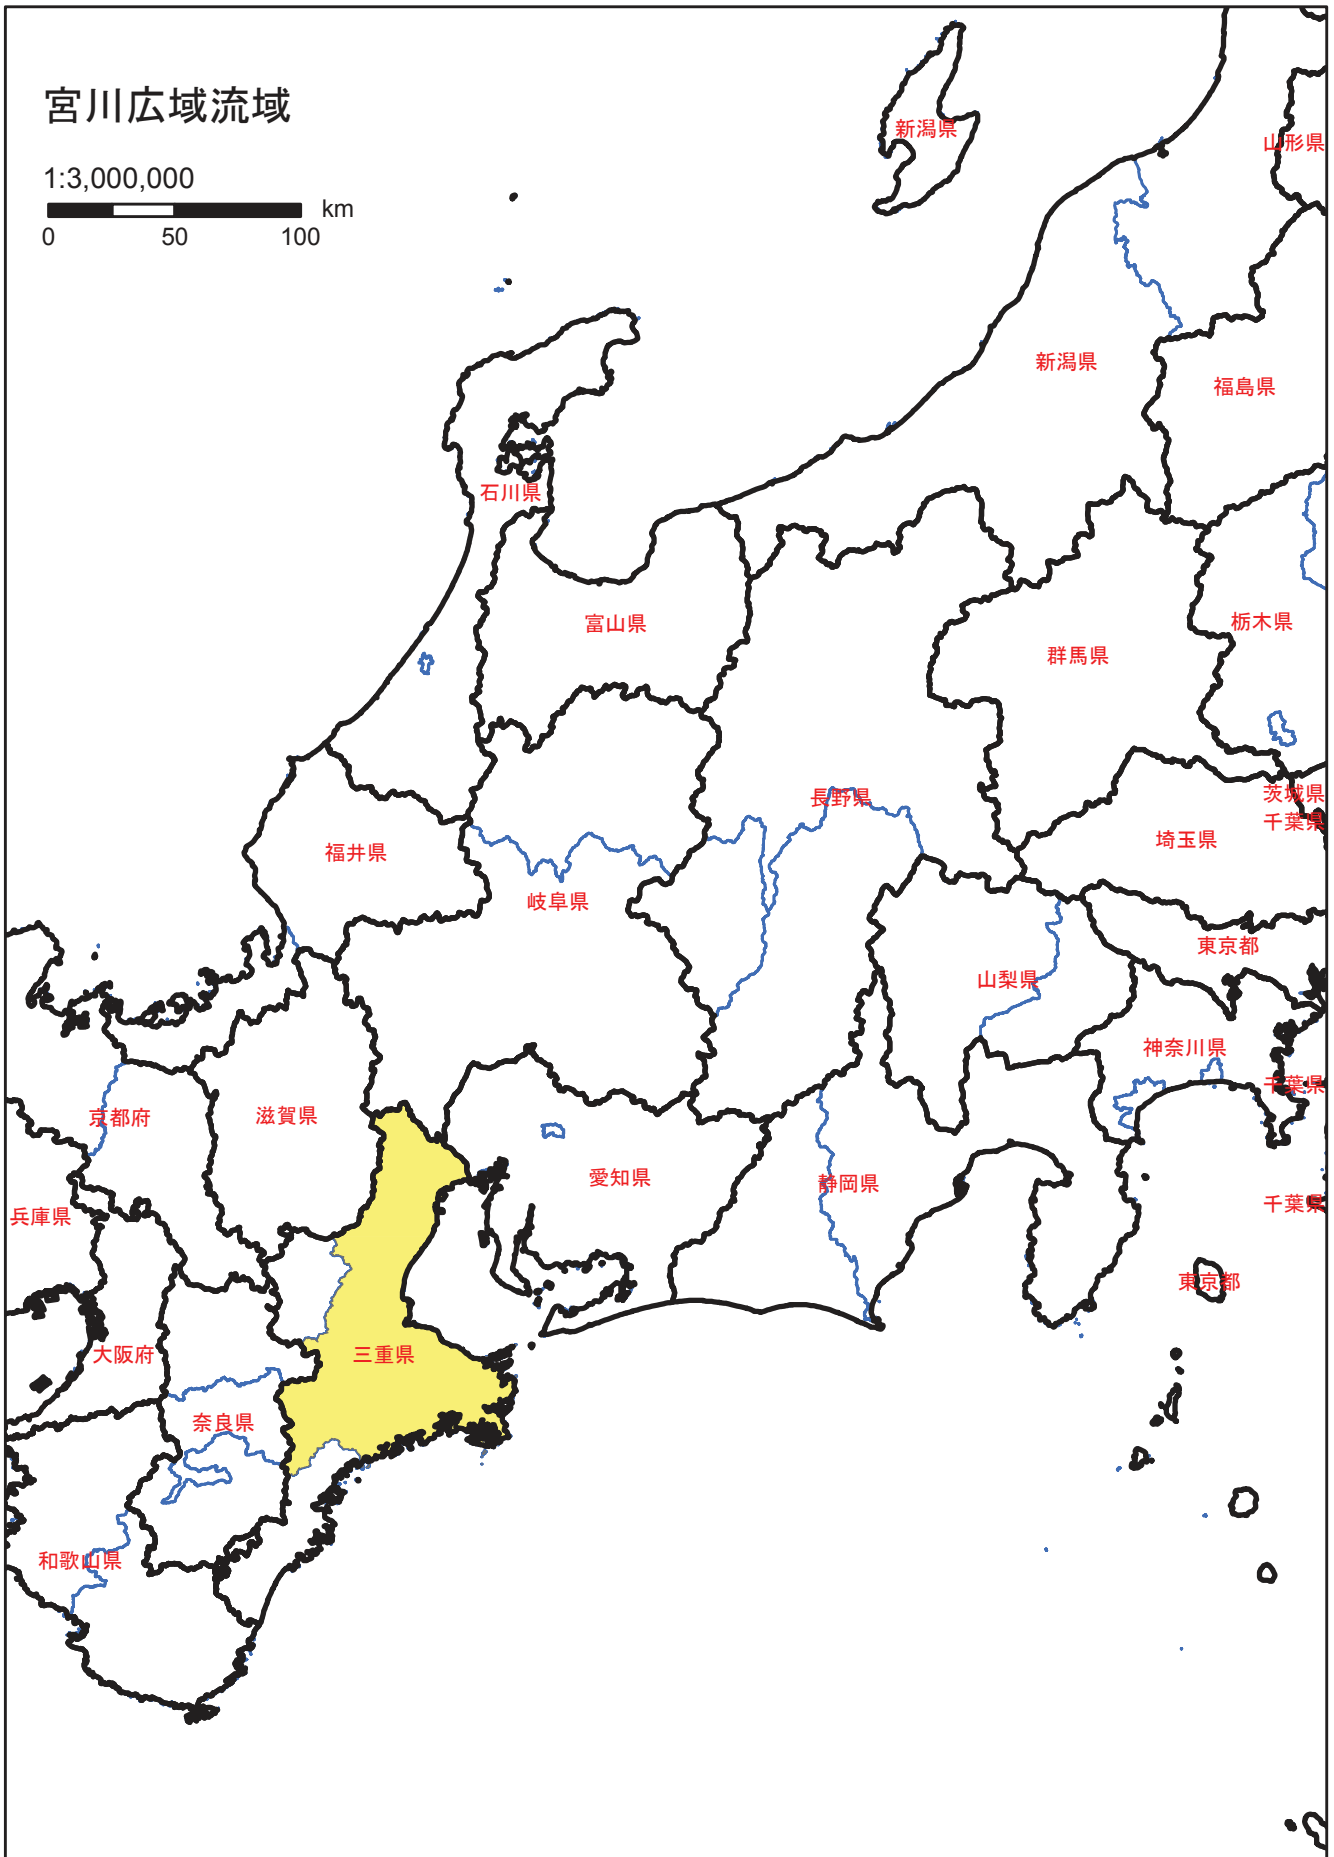 宮川広域流域
1:3,000,000
km
0 50 100
新潟県
山形県
新潟県
福島県
石川県
富山県
栃木県
群馬県
長野県
茨城県
千葉県
埼玉県
福井県
岐阜県
東京都
山梨県
神奈川県
千葉県
京都府
滋賀県
愛知県
静岡県
千葉県
兵庫県
東京都
大阪府
三重県
奈良県
和歌山県